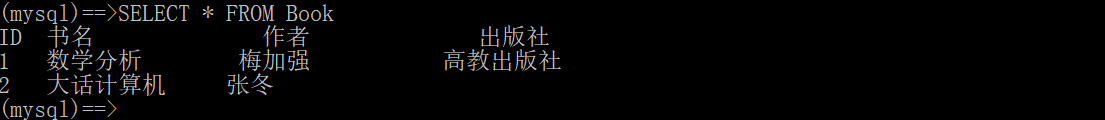 (mysql)==>SELECT * FROM Book
ID 书名 作者 出版社
1 数学分析 梅加强 高教出版社
2 大话计算机 张冬
(mysql)==>